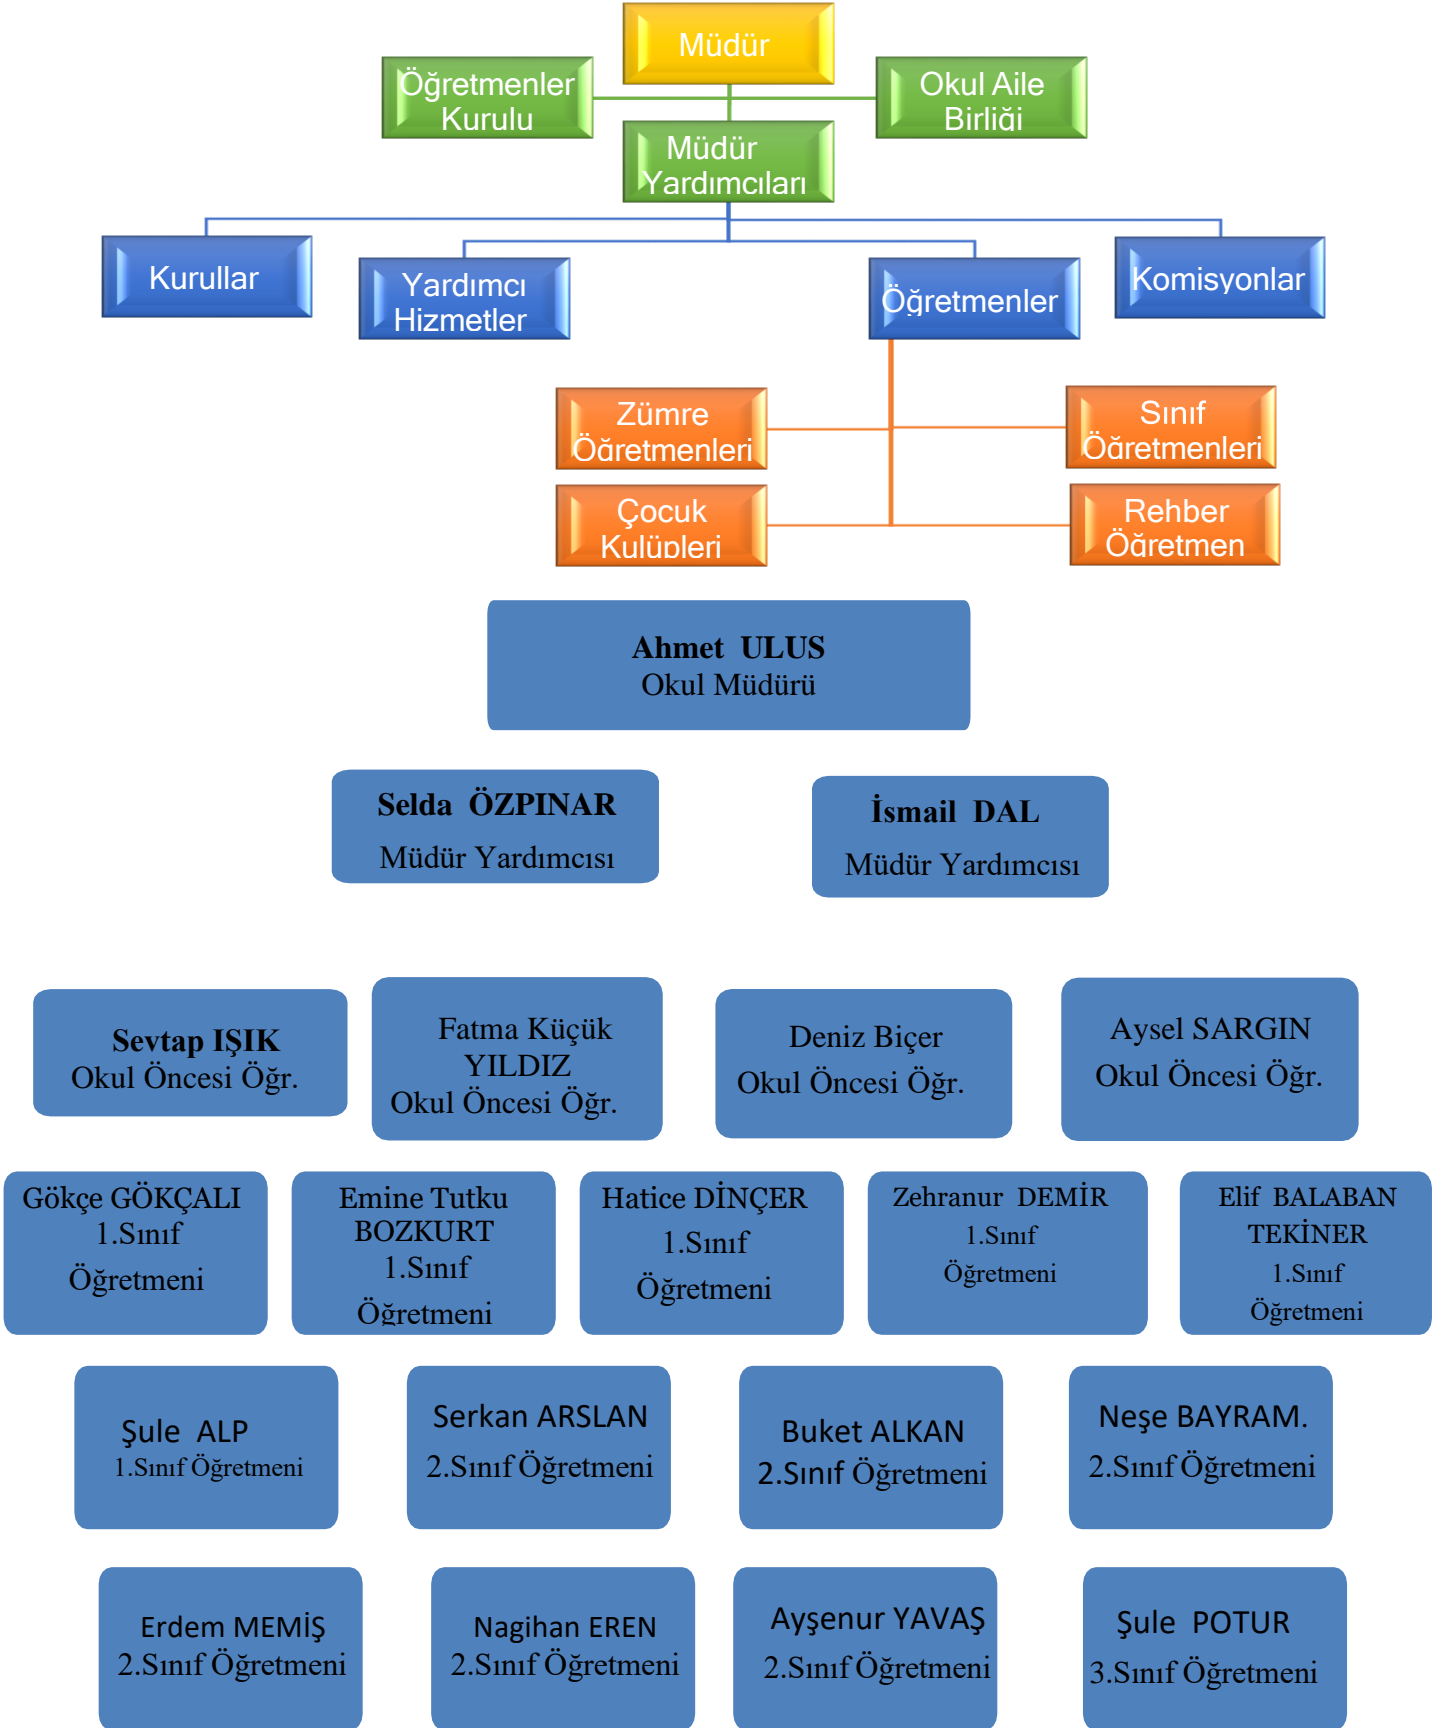 Müdür
Öğretmenler
Kurulu
Okul Aile
Birliği
Müdür
Yardımcıları
Kurullar
Yardımcı
Hizmetler
Öğretmenler
Komisyonlar
Zümre
Öğretmenleri
Sınıf
Öğretmenleri
Çocuk
Kulüpleri
Rehber
Öğretmen
Ahmet ULUS
Okul Müdürü
Selda ÖZPINAR
Müdür Yardımcısı
İsmail DAL
Müdür Yardımcısı
Sevtap IŞIK
Okul Öncesi Öğr.
Fatma Küçük
YILDIZ
Okul Öncesi Öğr.
Deniz Biçer
Okul Öncesi Öğr.
Aysel SARGIN
Okul Öncesi Öğr.
Gökçe GÖKÇALI
1.Sınıf
Öğretmeni
Emine Tutku
BOZKURT
1.Sınıf
Öğretmeni
Hatice DİNÇER
1.Sınıf
Öğretmeni
Zehranur DEMİR
1.Sınıf
Öğretmeni
Elif BALABAN
TEKİNER
1.Sınıf
Öğretmeni
Şule ALP
1.Sınıf Öğretmeni
Serkan ARSLAN
2.Sınıf Öğretmeni
Buket ALKAN
2.Sınıf Öğretmeni
Neşe BAYRAM.
2.Sınıf Öğretmeni
Erdem MEMİŞ
2.Sınıf Öğretmeni
Nagihan EREN
2.Sınıf Öğretmeni
Ayşenur YAVAŞ
2.Sınıf Öğretmeni
Şule POTUR
3.Sınıf Öğretmeni